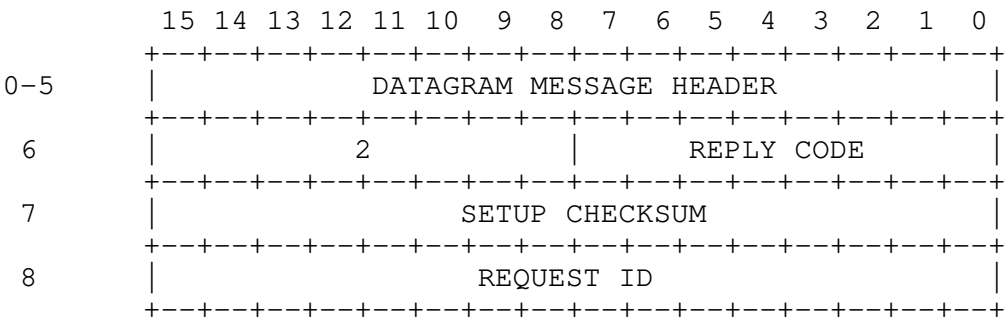 15 14 13 12 11 10 9 8 7 6 5 4 3 2 1 0
+--+--+--+--+--+--+--+--+--+--+--+--+--+--+--+--+
0-5 | DATAGRAM MESSAGE HEADER |
+--+--+--+--+--+--+--+--+--+--+--+--+--+--+--+--+
6 | 2 | REPLY CODE |
+--+--+--+--+--+--+--+--+--+--+--+--+--+--+--+--+
7 | SETUP CHECKSUM |
+--+--+--+--+--+--+--+--+--+--+--+--+--+--+--+--+
8 | REQUEST ID |
+--+--+--+--+--+--+--+--+--+--+--+--+--+--+--+--+